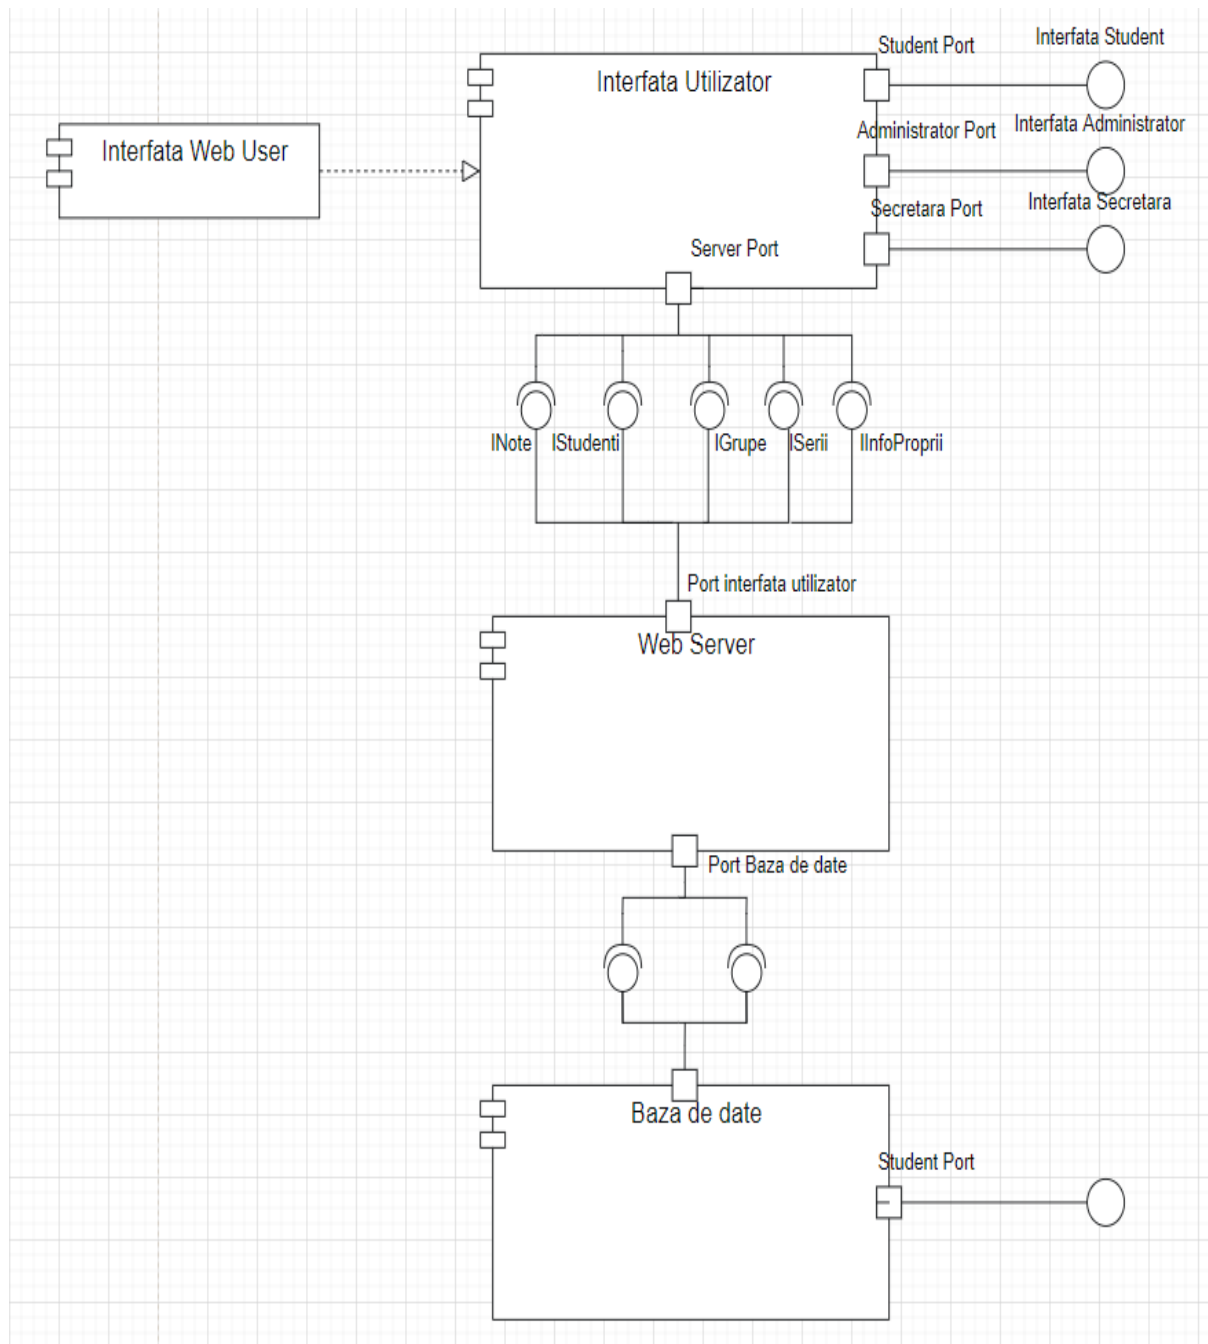 Student Port
Interfata Student
Interfata Utilizator
Administrator Port
Interfata Administrator
Interfata Web User
Secretara Port
Interfata Secretara
Server Port
INote
IStudenti
IGrupe
ISerii
IInfoProprii
Port interfata utilizator
Web Server
Port Baza de date
Baza de date
Student Port